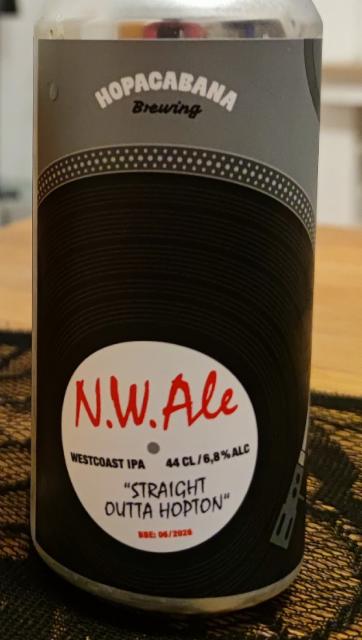 HOPACABANA
Brewing
N.W.Ale
WESTCOAST IPA 44 CL / 6,8 % ALC
"STRAIGHT
OUTTA HOPTON"
BBE: 06/2026